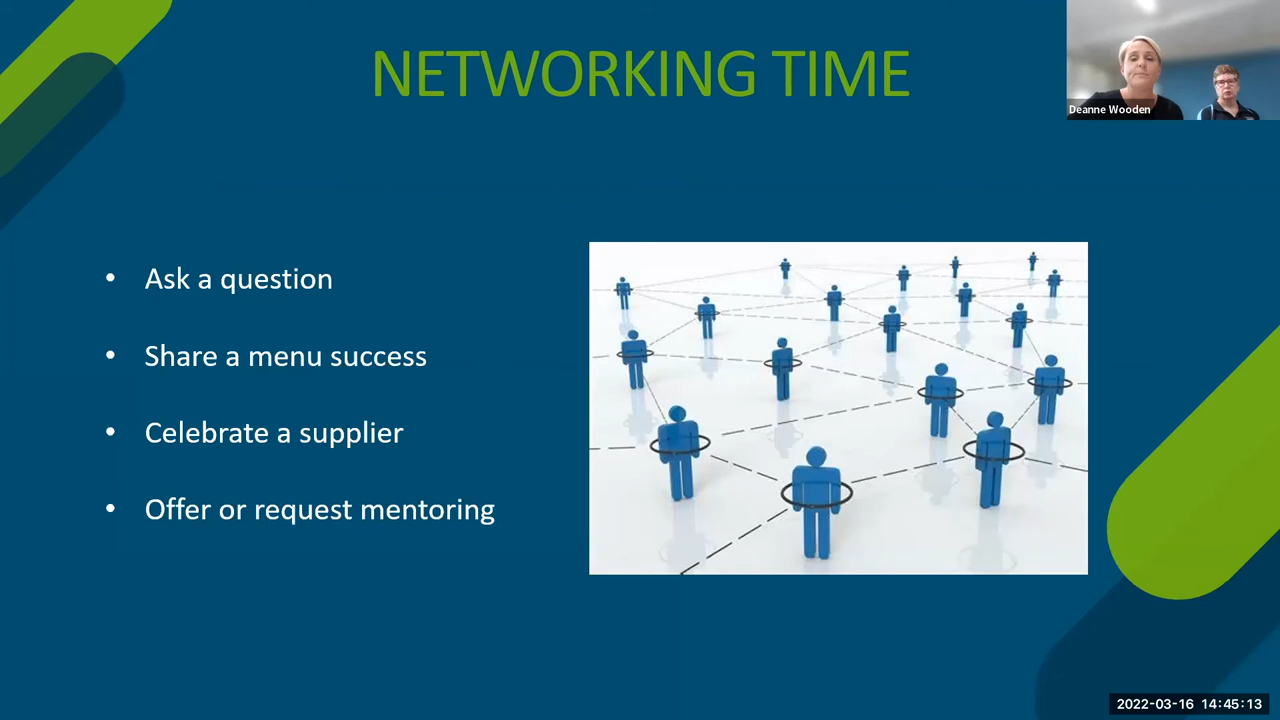 NETWORKING TIME
Deanne Wooden
• Ask a question
• Share a menu success
• Celebrate a supplier
• Offer or request mentoring
2022-03-16 14:45:13